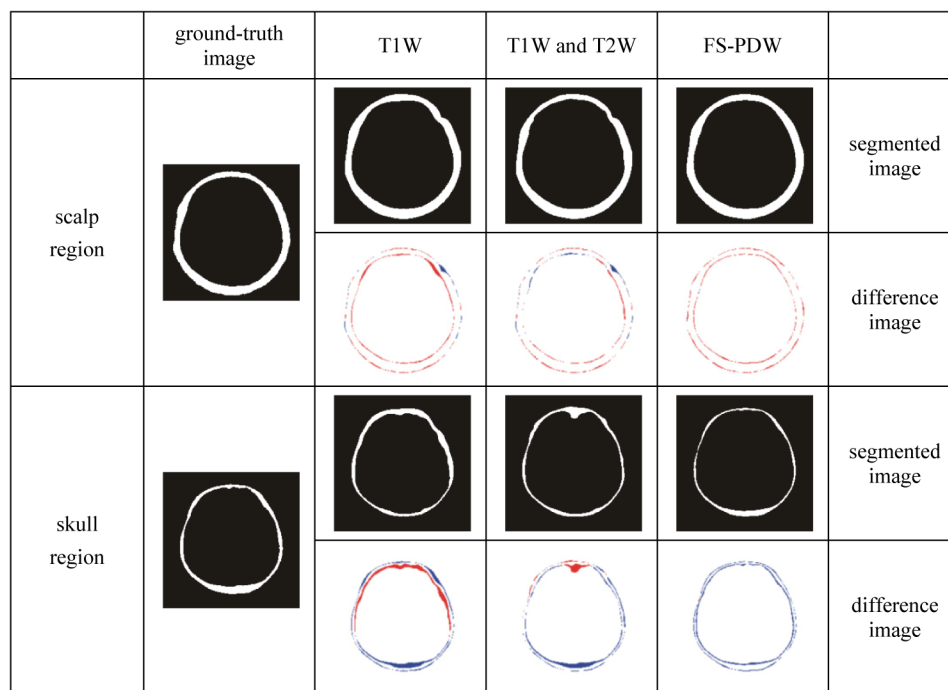 ground-truth
image
T1W
T1W and T2W
FS-PDW
scalp
region
segmented
image
difference
image
skull
region
segmented
image
difference
image